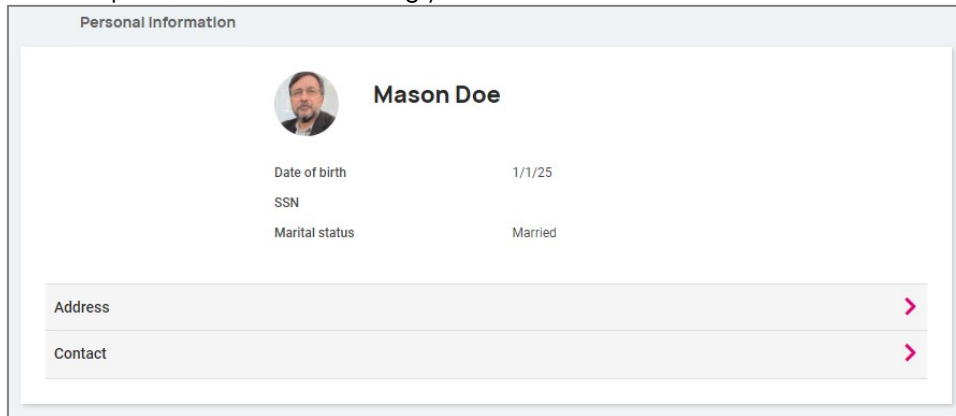 Personal Information
Mason Doe
Date of birth 1/1/25
SSN
Marital status Married
Address
Contact